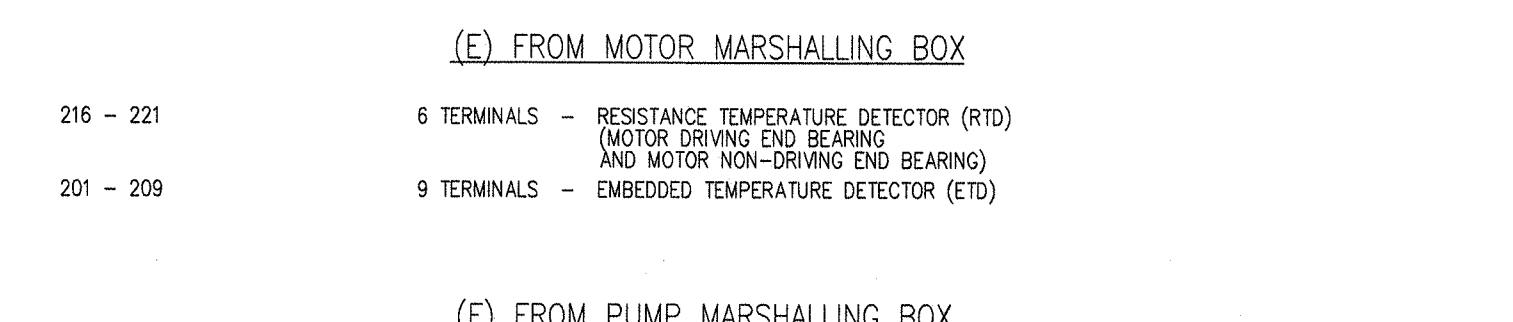 (E) FROM MOTOR MARSHALLING BOX
216 – 221 6 TERMINALS – RESISTANCE TEMPERATURE DETECTOR (RTD)
(MOTOR DRIVING END BEARING
AND MOTOR NON-DRIVING END BEARING)
201 – 209 9 TERMINALS – EMBEDDED TEMPERATURE DETECTOR (ETD)
(F) FROM PUMP MARSHALLING BOX